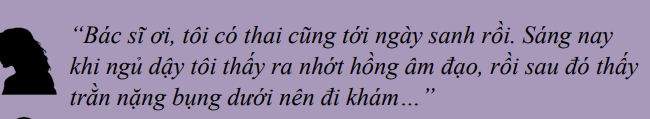 “Bác sĩ ơi, tôi có thai cũng tới ngày sanh rồi. Sáng nay
khi ngủ dậy tôi thấy ra nhớt hồng âm đạo, rồi sau đó thấy
trằn nặng bụng dưới nên đi khám…”